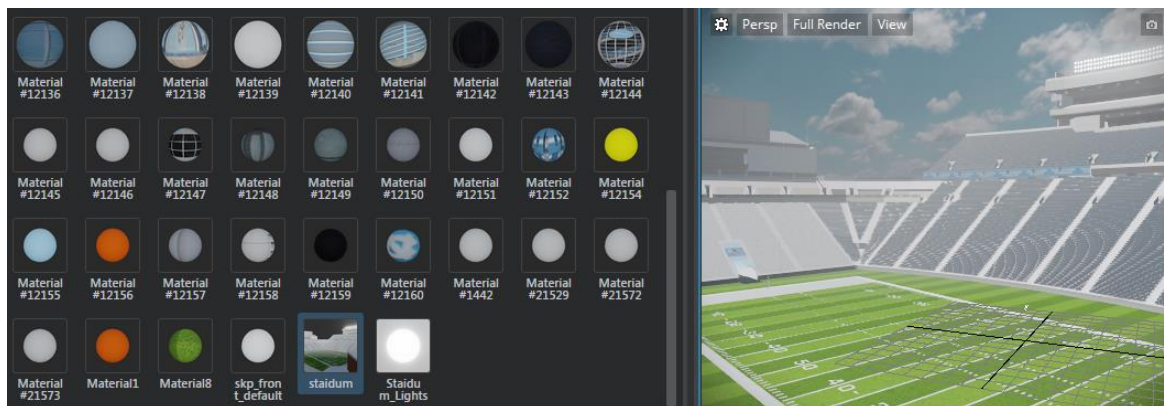 Material
#12136
Material
#12137
Material
#12138
Material
#12139
Material
#12140
Material
#12141
Material
#12142
Material
#12143
Material
#12144
Persp
Full Render
View
Material
#12145
Material
#12146
Material
#12147
Material
#12148
Material
#12149
Material
#12150
Material
#12151
Material
#12152
Material
#12154
Material
#12155
Material
#12156
Material
#12157
Material
#12158
Material
#12159
Material
#12160
Material
#1442
Material
#21529
Material
#21572
Material
#21573
Material1
Material8
skp_fron
t_default
staidum
Staidu
m_Lights